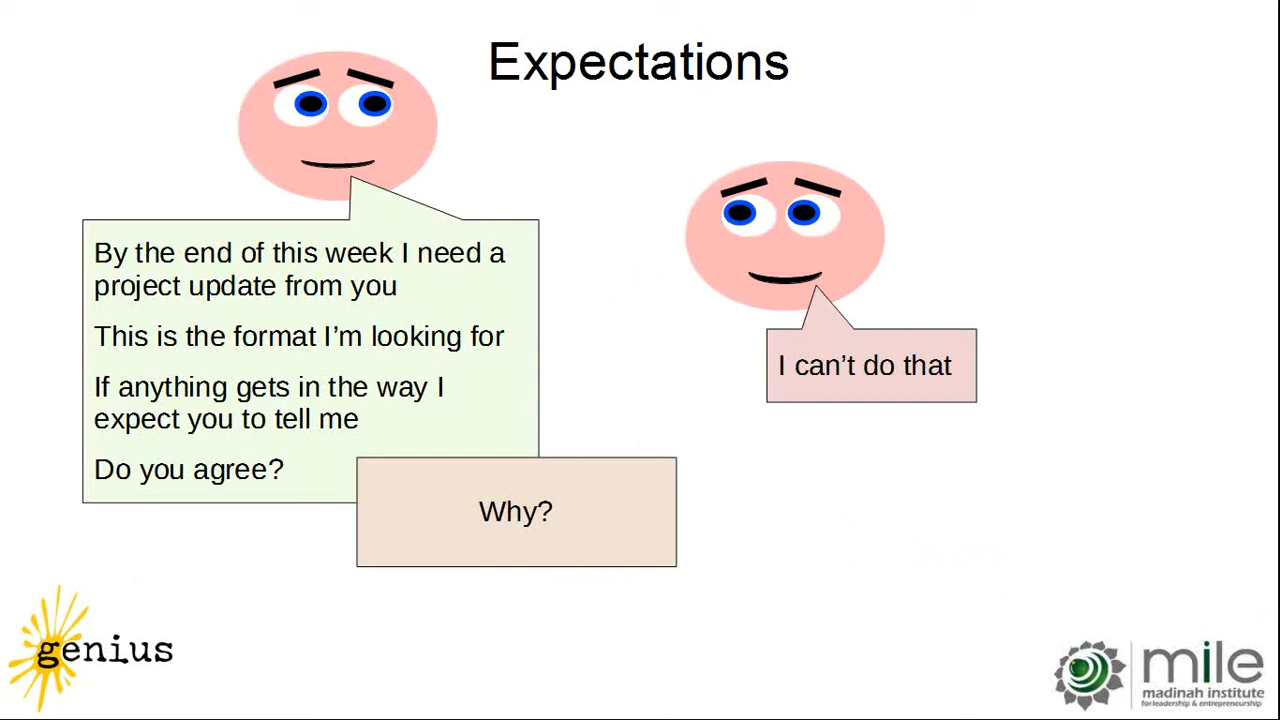 Expectations
By the end of this week I need a
project update from you
This is the format I’m looking for
If anything gets in the way I
expect you to tell me
Do you agree?
I can’t do that
Why?
genius
mile
madinah institute
for leadership & entrepreneurship